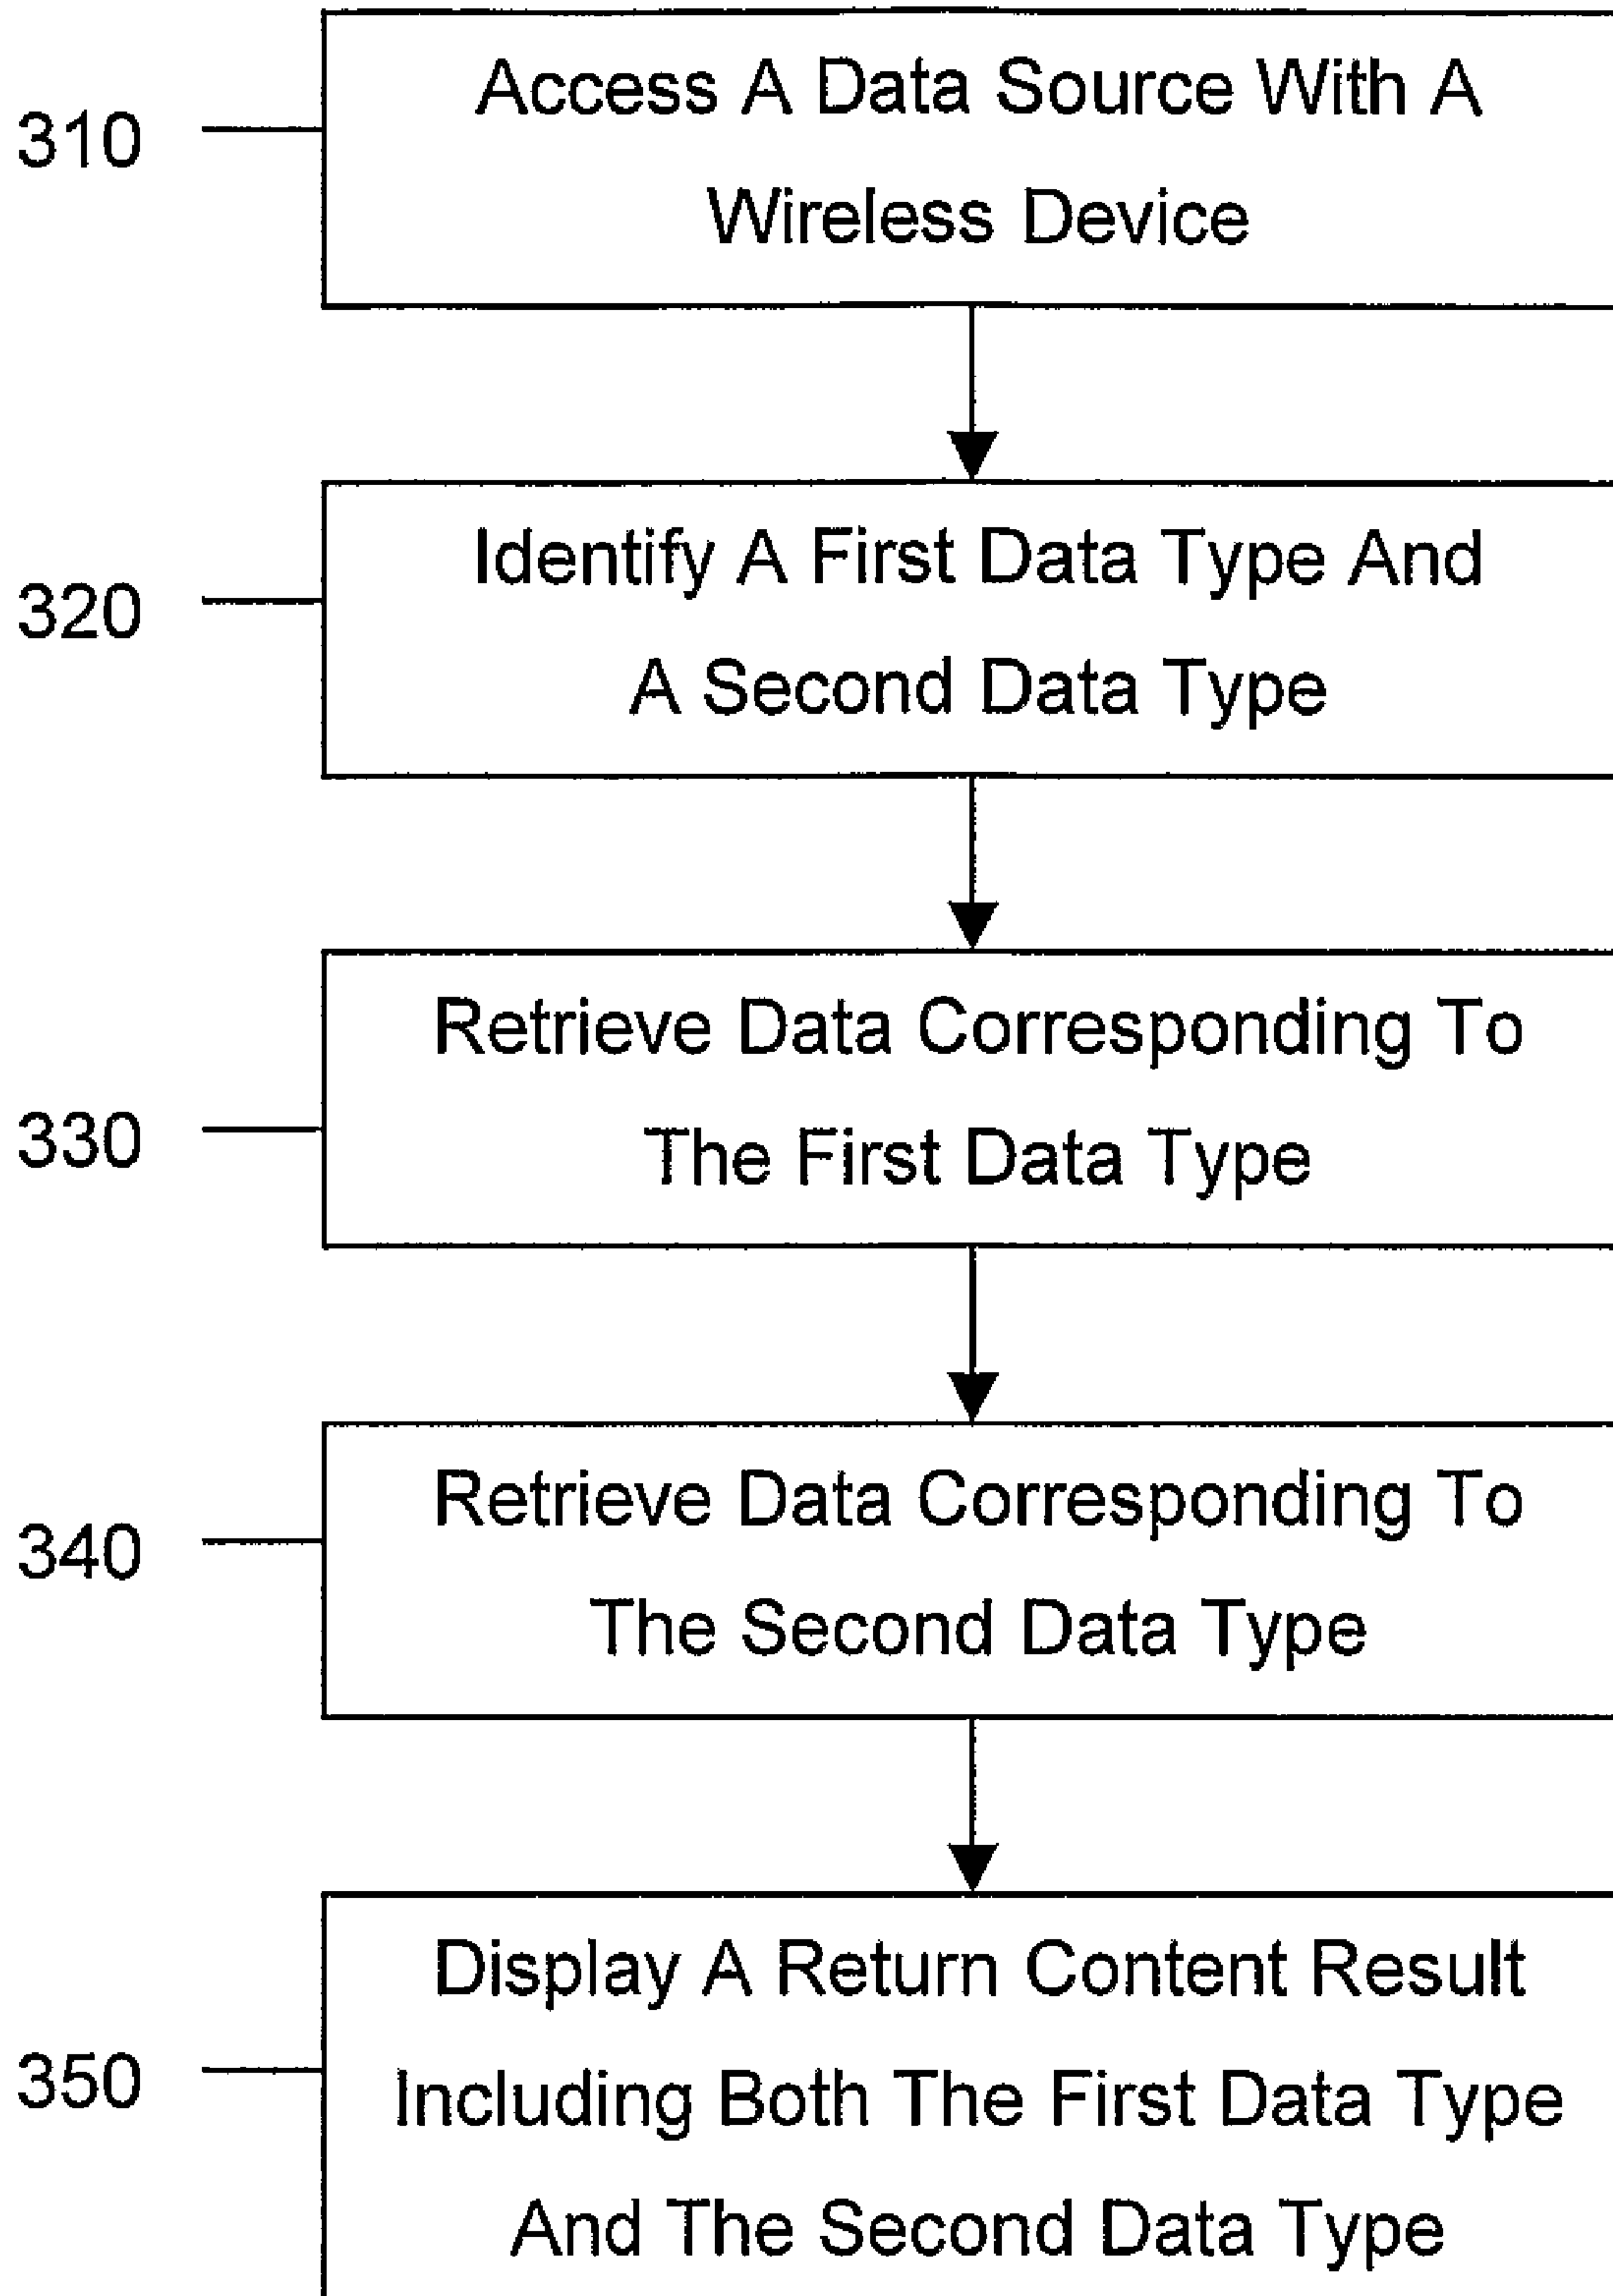 310
Access A Data Source With A
Wireless Device
320
Identify A First Data Type And
A Second Data Type
330
Retrieve Data Corresponding To
The First Data Type
340
Retrieve Data Corresponding To
The Second Data Type
350
Display A Return Content Result
Including Both The First Data Type
And The Second Data Type